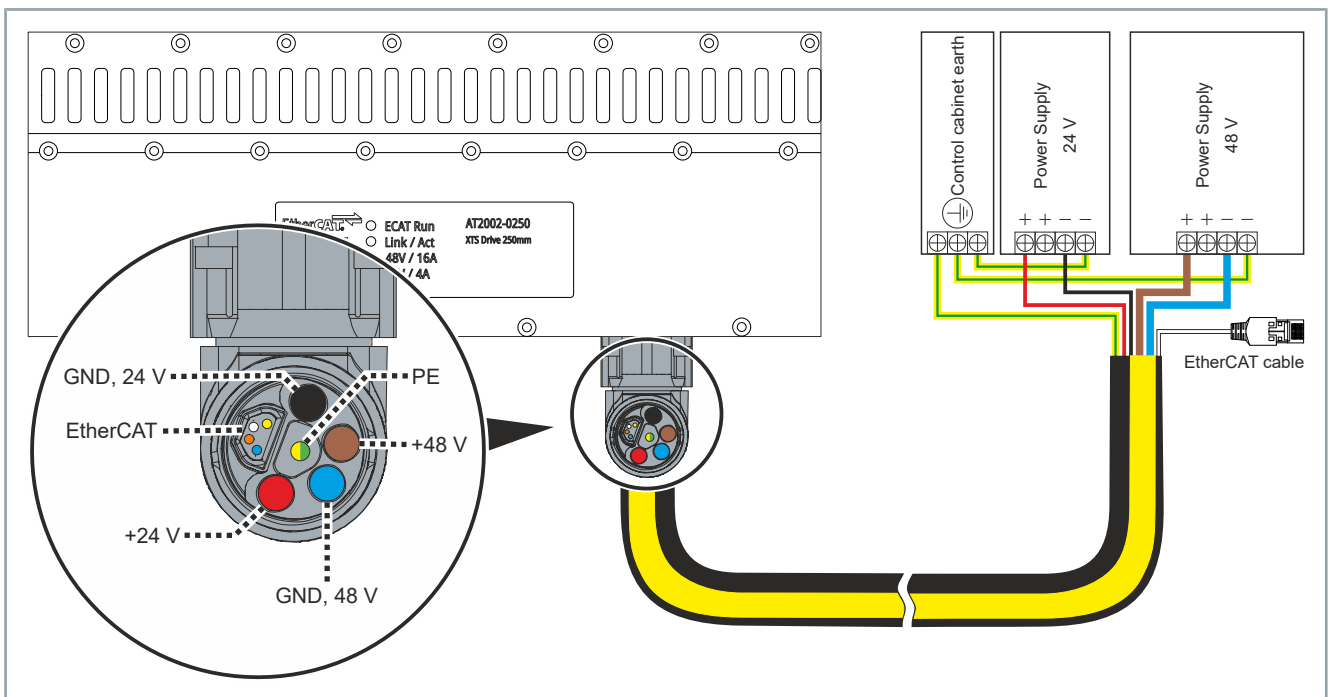 ECAT Run
Link / Act
48V / 16A
/ 4A
AT2002-0250
XTS Drive 250mm
GND, 24 V
EtherCAT
+24 V
GND, 48 V
PE
+48 V
Control cabinet earth
Power Supply
24 V
+ + – –
Power Supply
48 V
+ + – –
EtherCAT cable